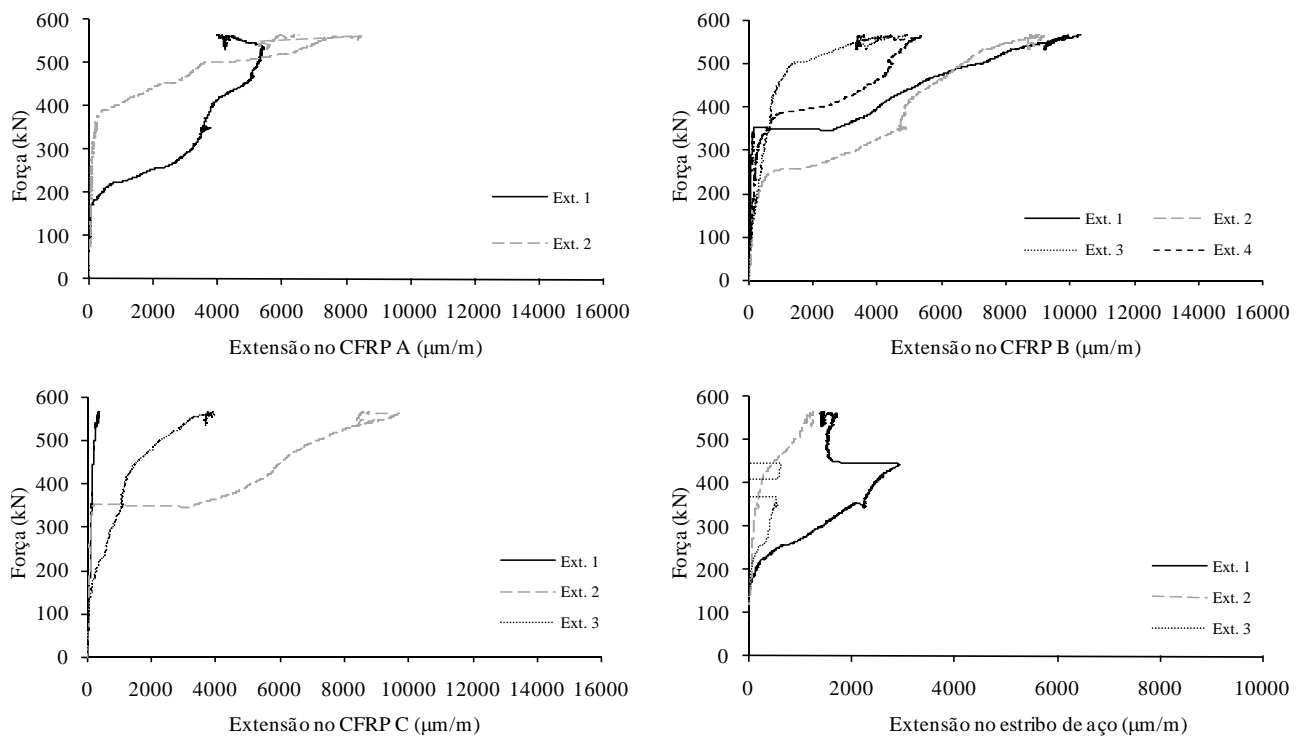 600
500
400
300
200
100
0
Força (kN)
Ext. 1
Ext. 2
0 2000 4000 6000 8000 10000 12000 14000 16000
Extensão no CFRP A (μm/m)
600
500
400
300
200
100
0
Força (kN)
Ext. 1 Ext. 2
Ext. 3 Ext. 4
0 2000 4000 6000 8000 10000 12000 14000 16000
Extensão no CFRP B (μm/m)
600
500
400
300
200
100
0
Força (kN)
Ext. 1
Ext. 2
Ext. 3
0 2000 4000 6000 8000 10000 12000 14000 16000
Extensão no CFRP C (μm/m)
600
500
400
300
200
100
0
Força (kN)
Ext. 1
Ext. 2
Ext. 3
0 2000 4000 6000 8000 10000
Extensão no estribo de aço (μm/m)